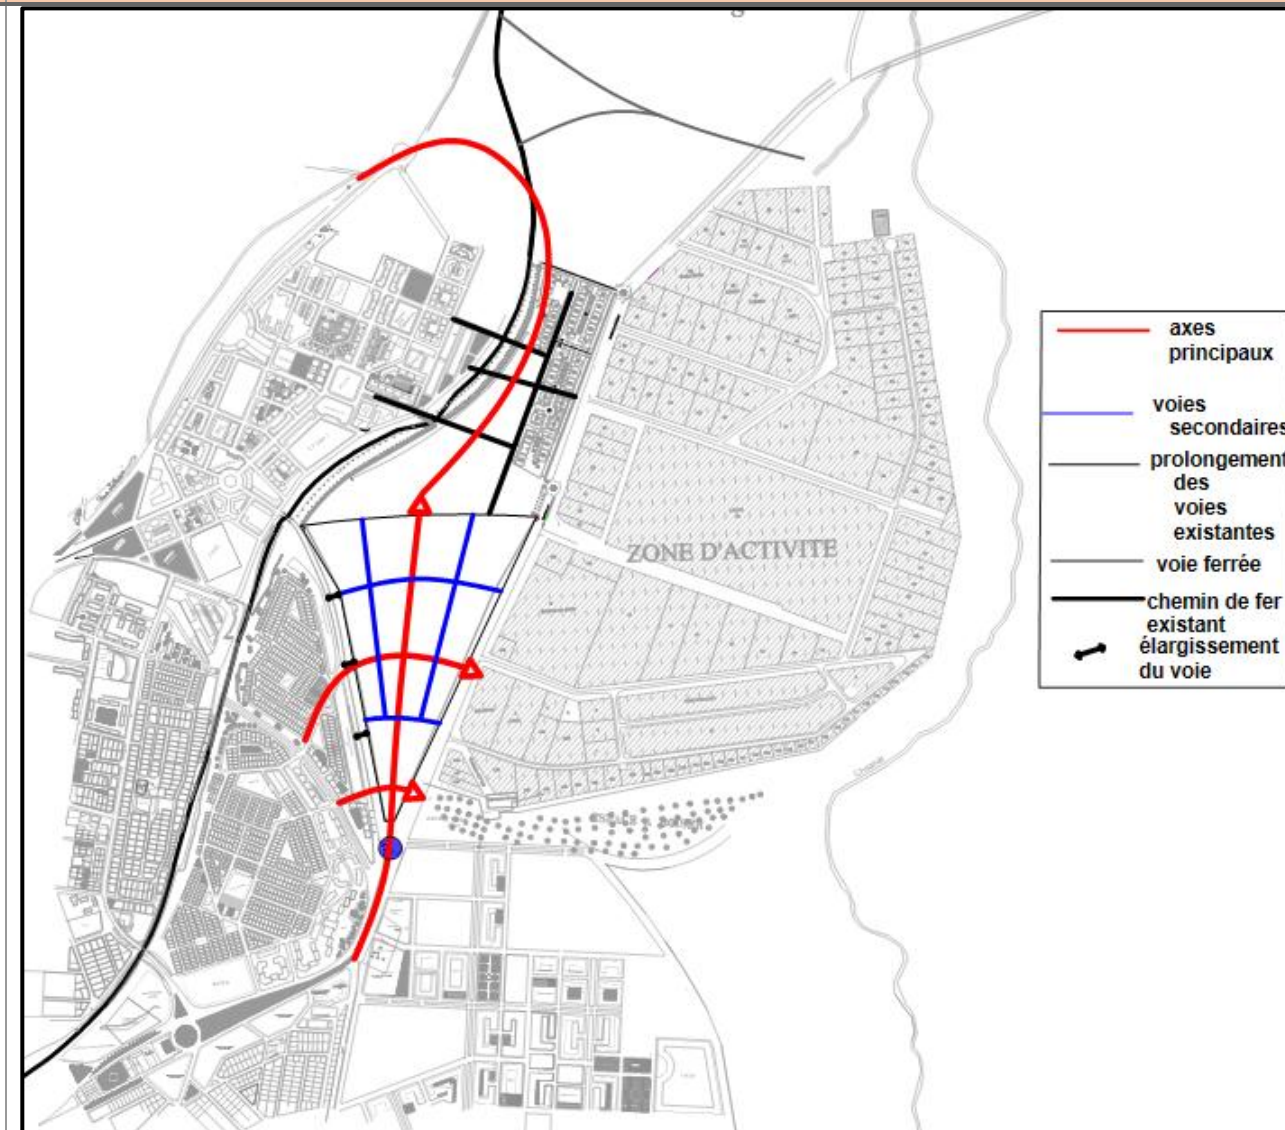 ZONE D'ACTIVITE
axes
principaux
voies
secondaires
prolongement
des
voies
existantes
voie ferrée
chemin de fer
existant
élargissement
du voie